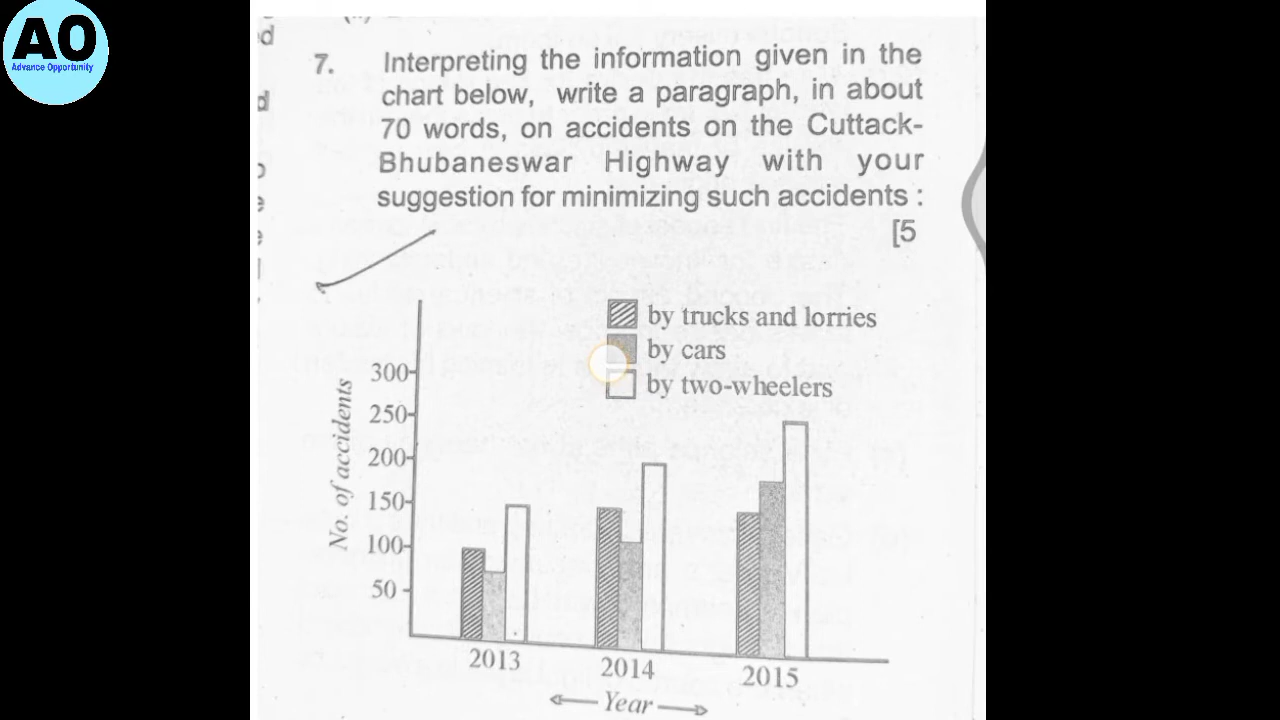 AO
Advance Opportunity
7. Interpreting the information given in the
chart below, write a paragraph, in about
70 words, on accidents on the Cuttack-
Bhubaneswar Highway with your
suggestion for minimizing such accidents :
[5
by trucks and lorries
by cars
by two-wheelers
No. of accidents
300
250
200
150
100
50
2013 2014 2015
Year